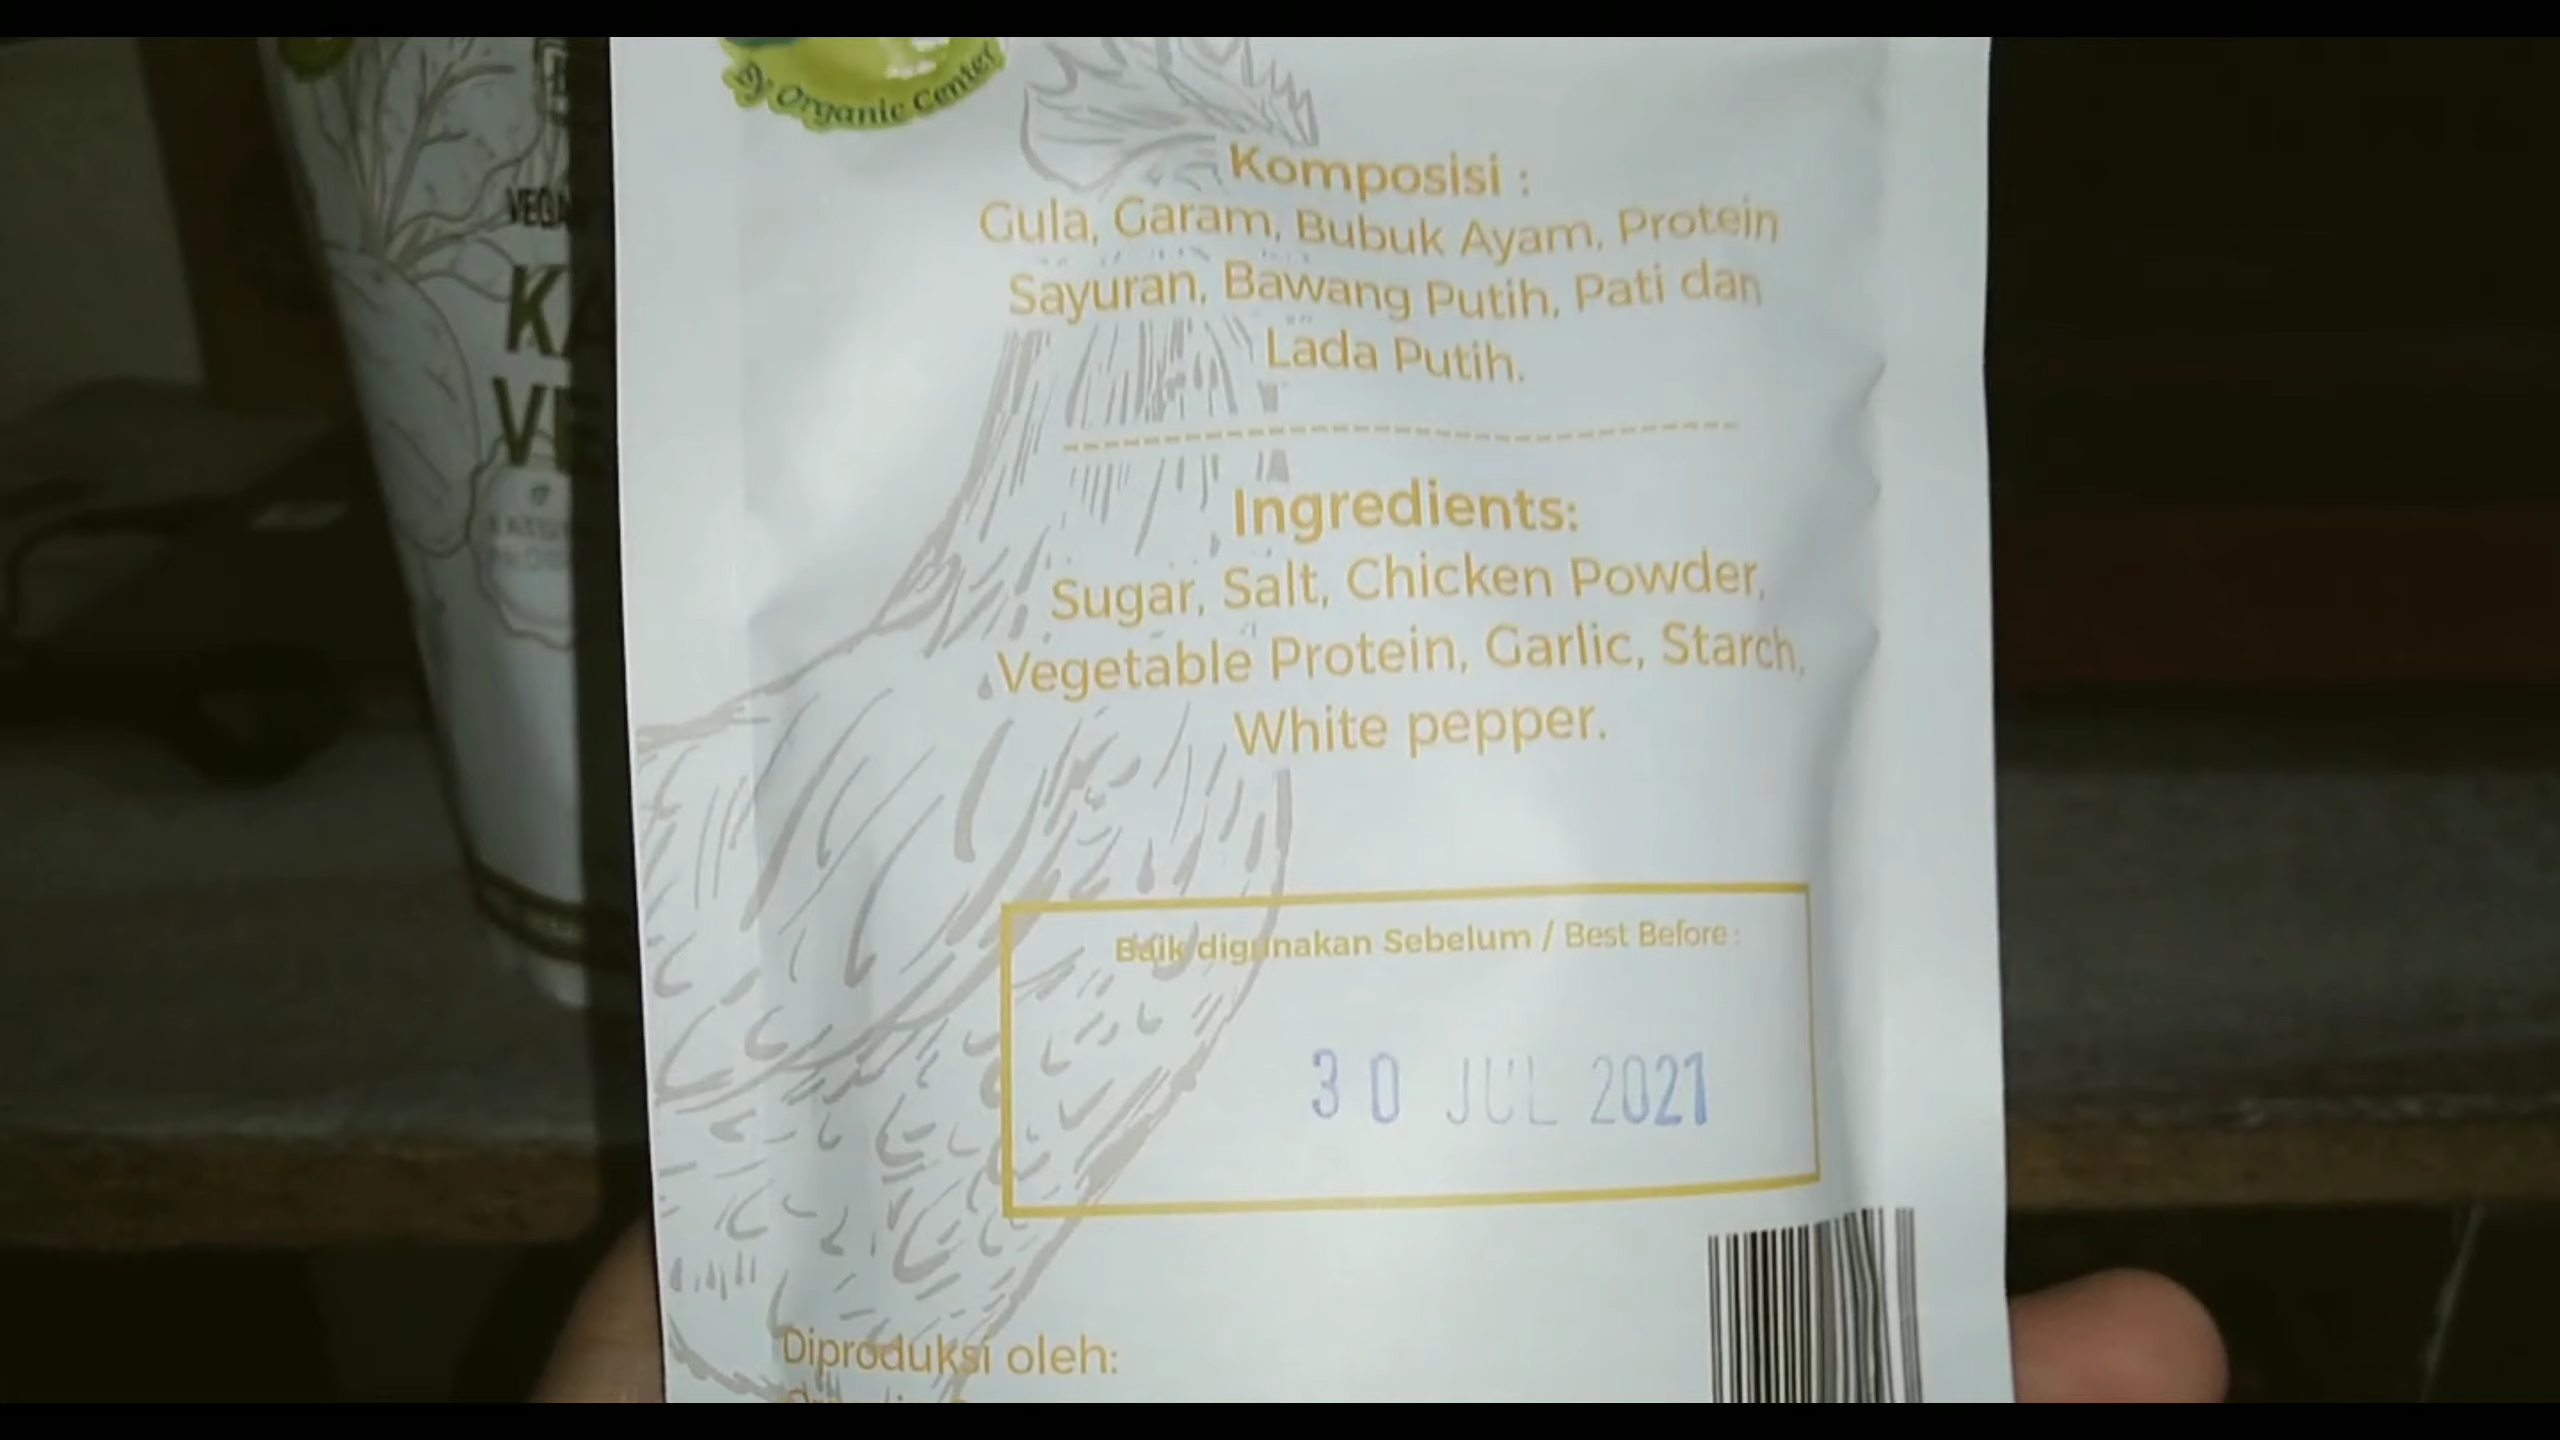 By Organic Center
Komposisi :
Gula, Garam, Bubuk Ayam, Protein
Sayuran, Bawang Putih, Pati dan
Lada Putih.
Ingredients:
Sugar, Salt, Chicken Powder,
Vegetable Protein, Garlic, Starch,
White pepper.
Baik digunakan Sebelum / Best Before :
30 JUL 2021
Diproduksi oleh: